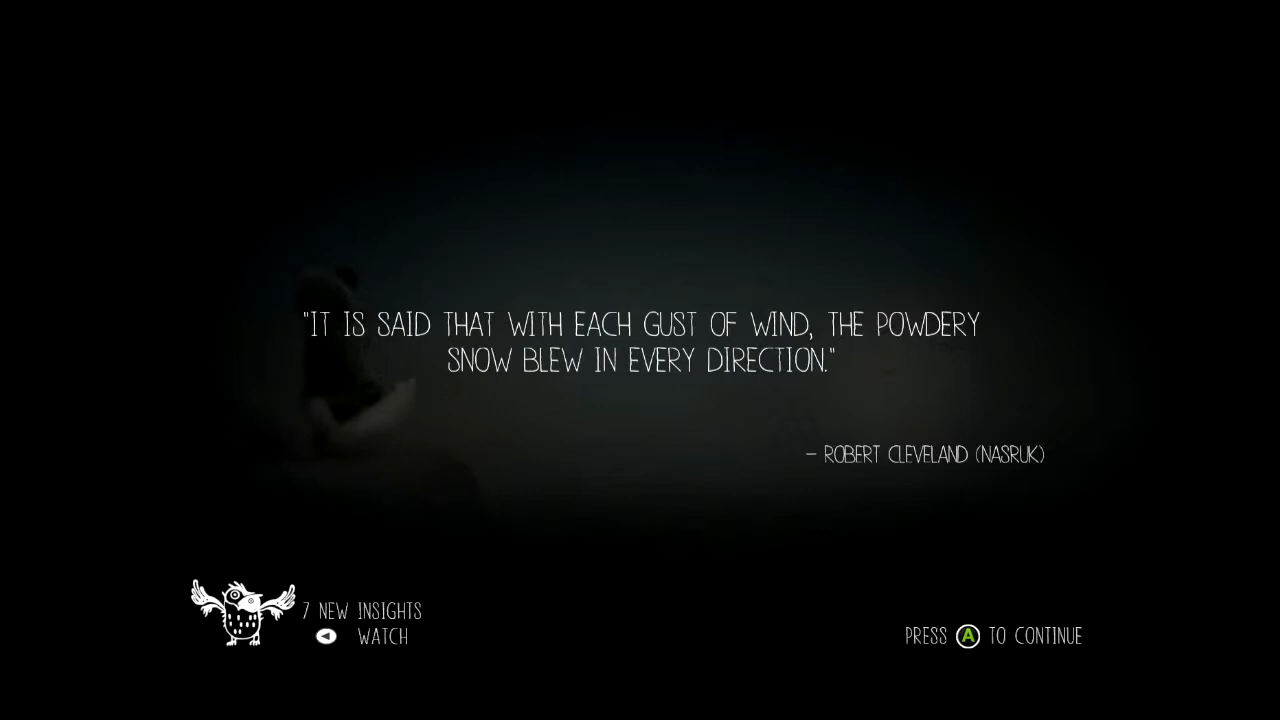 "IT IS SAID THAT WITH EACH GUST OF WIND, THE POWDERY
SNOW BLEW IN EVERY DIRECTION."
– ROBERT CLEVELAND (NASRUK)
7 NEW INSIGHTS
WATCH
PRESS A TO CONTINUE